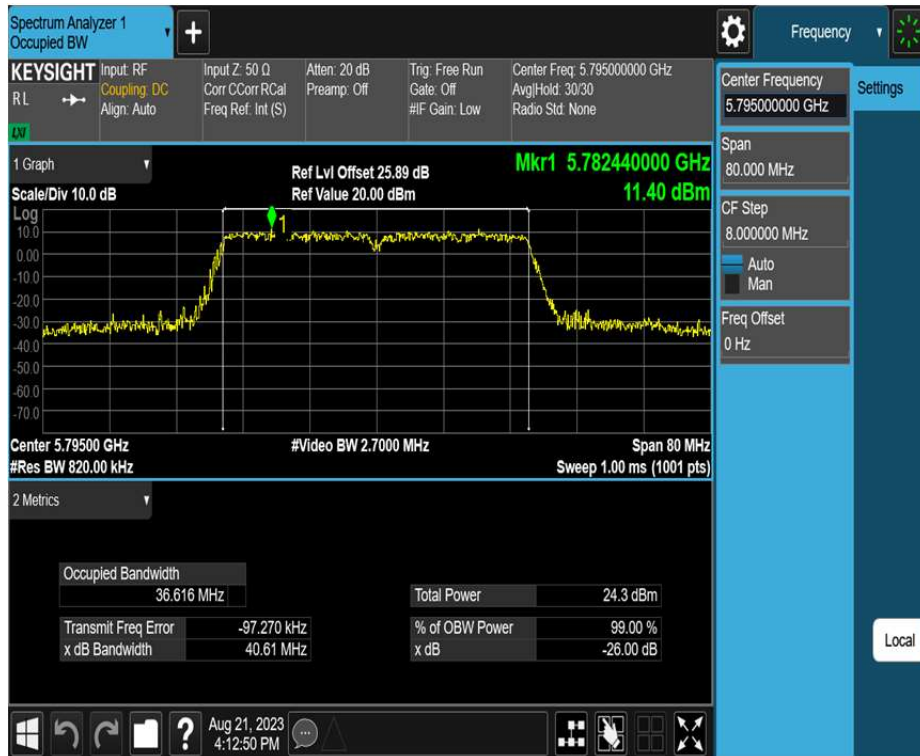 Spectrum Analyzer 1
Occupied BW
+
Frequency
KEYSIGHT
R L
LXI
Input: RF
Coupling: DC
Align: Auto
Input Z: 50 Ω
Corr CCorr RCal
Freq Ref: Int (S)
Atten: 20 dB
Preamp: Off
Trig: Free Run
Gate: Off
#IF Gain: Low
Center Freq: 5.795000000 GHz
Avg|Hold: 30/30
Radio Std: None
Center Frequency
5.795000000 GHz
Settings
Span
80.000 MHz
CF Step
8.000000 MHz
Auto
Man
Freq Offset
0 Hz
1 Graph
Scale/Div 10.0 dB
Ref Lvl Offset 25.89 dB
Ref Value 20.00 dBm
Mkr1 5.782440000 GHz
11.40 dBm
Log
1
10.0
0.00
-10.0
-20.0
-30.0
-40.0
-50.0
-60.0
-70.0
Center 5.79500 GHz
#Video BW 2.7000 MHz
Span 80 MHz
#Res BW 820.00 kHz
Sweep 1.00 ms (1001 pts)
2 Metrics
Occupied Bandwidth
36.616 MHz
Total Power 24.3 dBm
Transmit Freq Error -97.270 kHz
% of OBW Power 99.00 %
x dB Bandwidth 40.61 MHz
x dB -26.00 dB
Local
?
Aug 21, 2023
4:12:50 PM